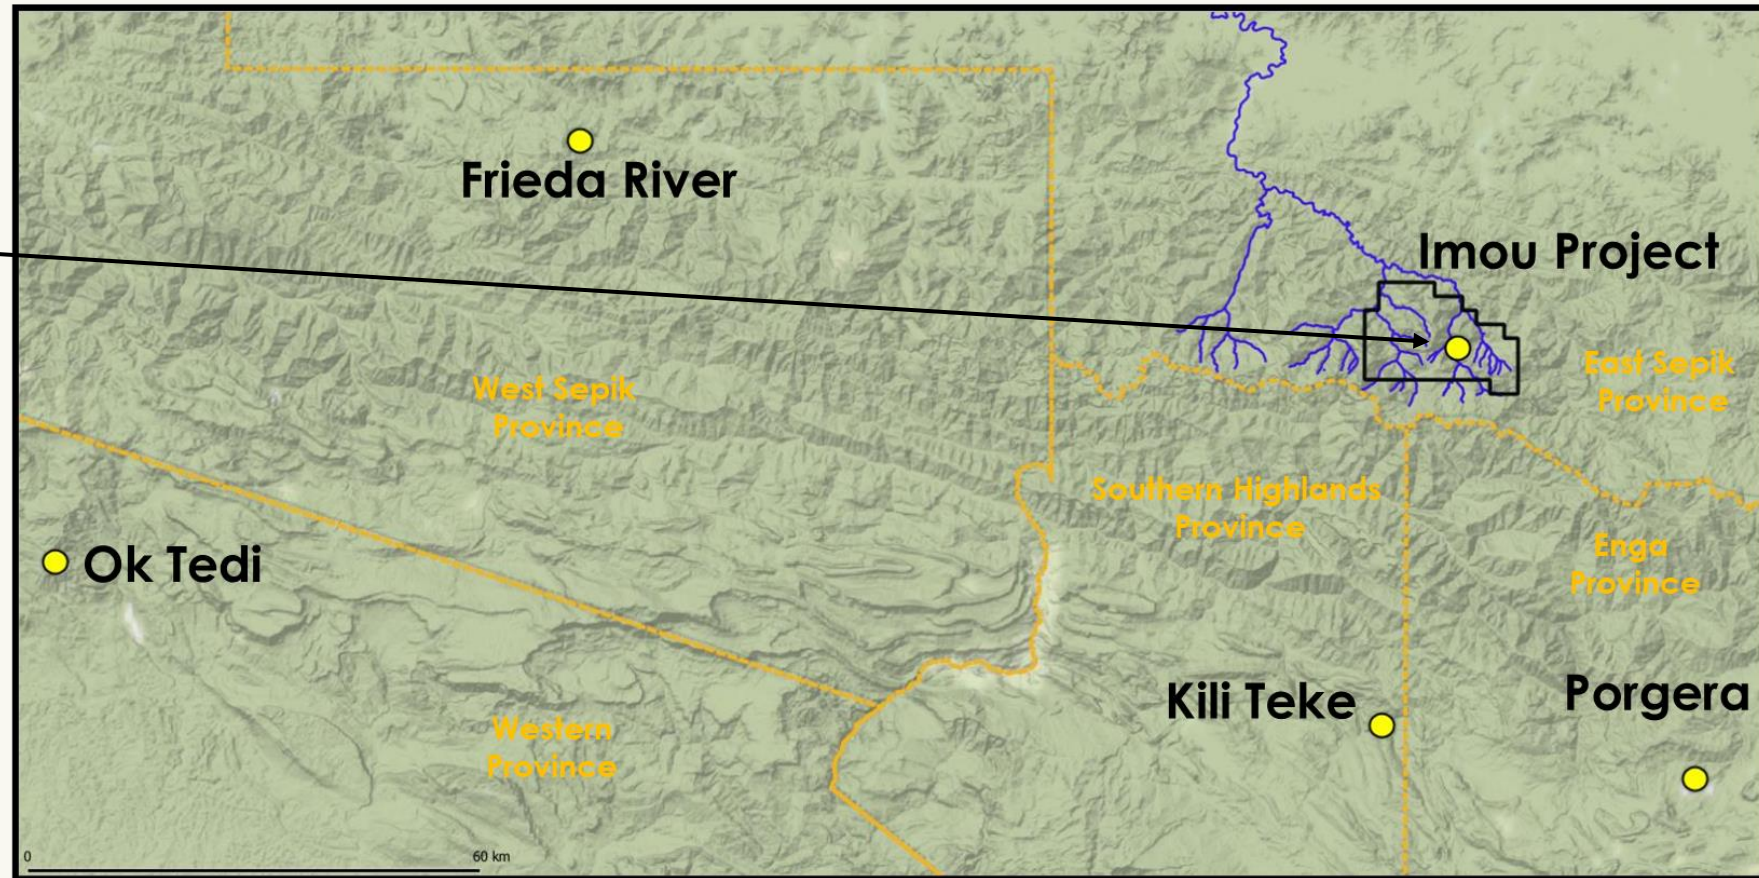 Frieda River
Imou Project
West Sepik
Province
East Sepik
Province
Southern Highlands
Province
Enga
Province
Ok Tedi
Kili Teke
Porgera
Western
Province
0
60 km